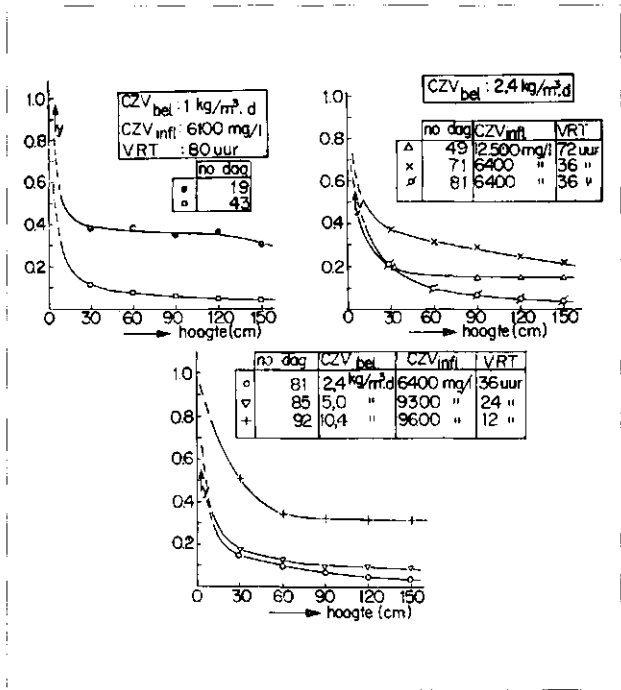 CZV bel : 1 kg/m³. d
CZV infl : 6100 mg/l
VRT : 80 uur
no dag
19
43
1.0
0.8
0.6
0.4
0.2
y
0 30 60 90 120 150
hoogte (cm)
CZV bel : 2,4 kg/m³.d
no dag CZV infl VRT
△ 49 12.500 mg/l 72 uur
x 71 6400 " 36 "
81 6400 " 36 "
1.0
0.8
0.6
0.4
0.2
y
0 30 60 90 120 150
hoogte (cm)
no dag CZV bel CZV infl VRT
o 81 2,4 kg/m³.d 6400 mg/l 36 uur
▽ 85 5,0 " 9300 " 24 "
+ 92 10,4 " 9600 " 12 "
1.0
0.8
0.6
0.4
0.2
y
0 30 60 90 120 150
hoogte (cm)